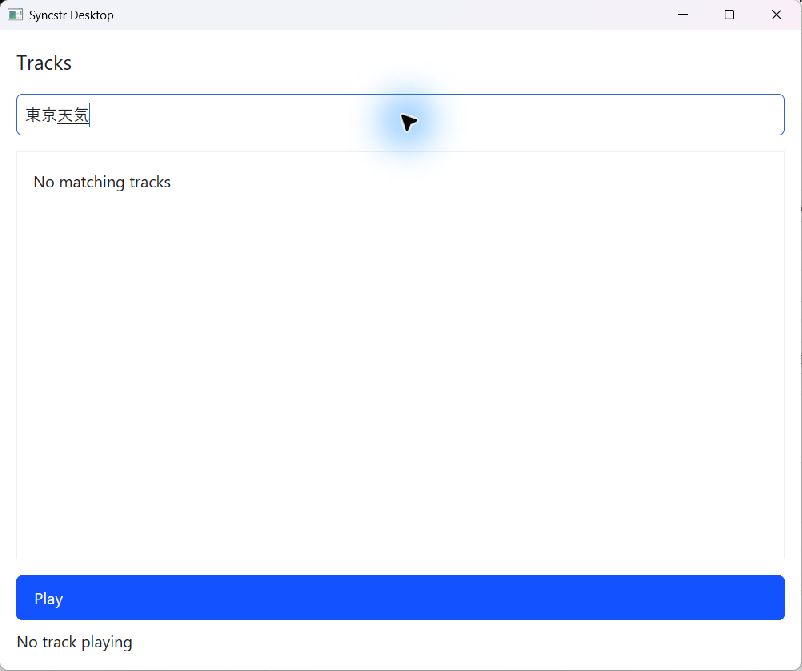 Syncstr Desktop
Tracks
東京天気
No matching tracks
Play
No track playing